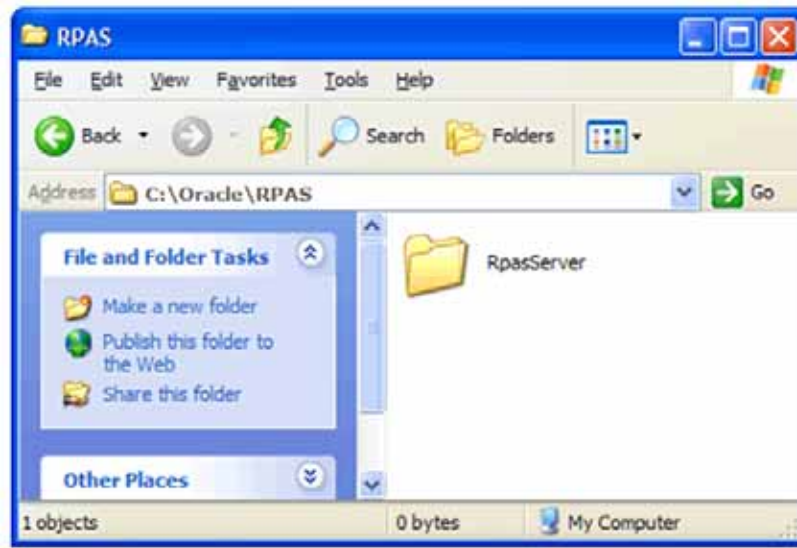 RPAS
File Edit View Favorites Tools Help
Back Search Folders
Address C:\Oracle\RPAS Go
File and Folder Tasks
Make a new folder
Publish this folder to
the Web
Share this folder
Other Places
RpasServer
1 objects 0 bytes My Computer